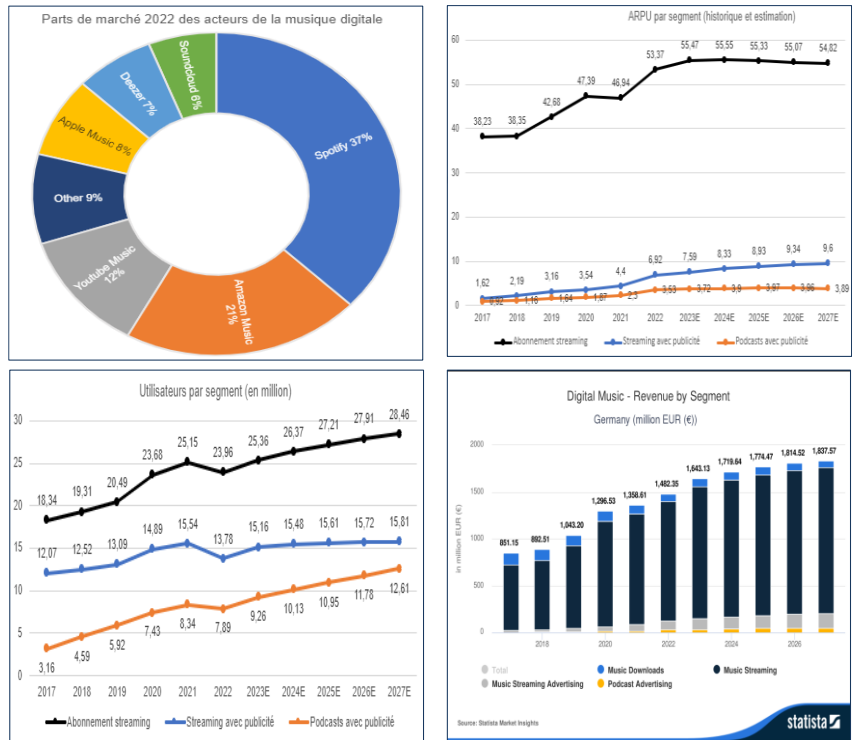 Parts de marché 2022 des acteurs de la musique digitale
Soundcloud 6%
Deezer 7%
Apple Music 8%
Other 9%
Youtube Music
12%
Amazon Music
21%
Spotify 37%
ARPU par segment (historique et estimation)
60
50
40
30
20
10
0
38,23 38,35 42,68 47,39 46,94 53,37 55,47 55,55 55,33 55,07 54,82
1,62 2,19 3,16 3,54 4,4 6,92 7,59 8,33 8,93 9,34 9,6
0,92 1,16 1,64 1,87 2,3 3,53 3,72 3,9 3,97 3,96 3,89
2017 2018 2019 2020 2021 2022 2023E 2024E 2025E 2026E 2027E
Abonnement streaming Streaming avec publicité Podcasts avec publicité
Utilisateurs par segment (en million)
30
25
20
15
10
5
0
18,34 19,31 20,49 23,68 25,15 23,96 25,36 26,37 27,21 27,91 28,46
12,07 12,52 13,09 14,89 15,54 13,78 15,16 15,48 15,61 15,72 15,81
3,16 4,59 5,92 7,43 8,34 7,89 9,26 10,13 10,95 11,78 12,61
2017 2018 2019 2020 2021 2022 2023E 2024E 2025E 2026E 2027E
Abonnement streaming Streaming avec publicité Podcasts avec publicité
Digital Music - Revenue by Segment
Germany (million EUR (€))
in million EUR (€)
2000
1500
1000
500
0
851.15 892.51 1,043.20 1,296.53 1,358.61 1,482.35 1,643.13 1,719.64 1,774.47 1,814.52 1,837.57
2018 2020 2022 2024 2026
Total Music Downloads Music Streaming
Music Streaming Advertising Podcast Advertising
Source: Statista Market Insights
statista